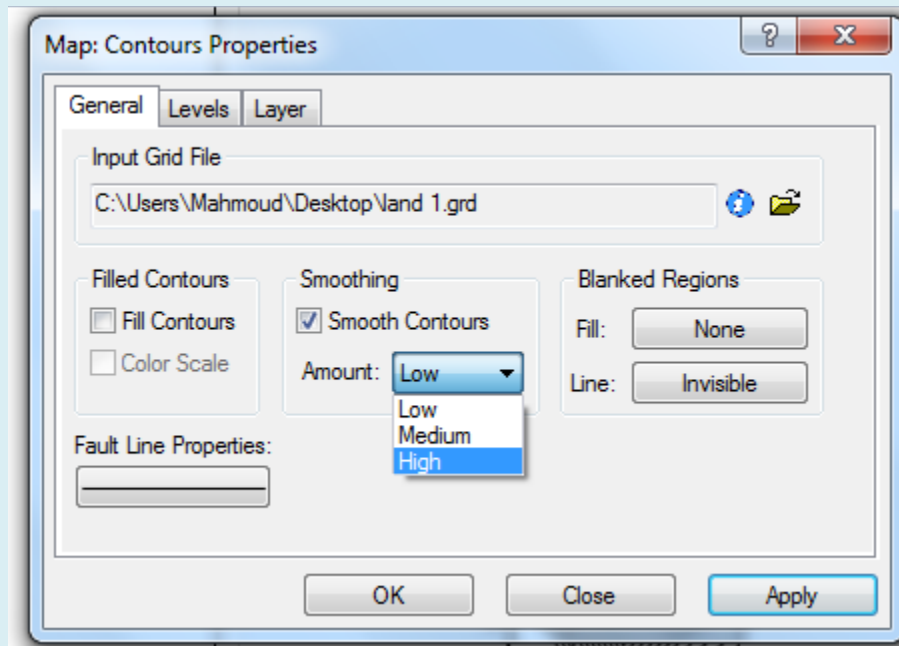 Map: Contours Properties
General Levels Layer
Input Grid File
C:\Users\Mahmoud\Desktop\land 1.grd
Filled Contours
Fill Contours
Color Scale
Smoothing
Smooth Contours
Amount: Low
Low
Medium
High
Blanked Regions
Fill: None
Line: Invisible
Fault Line Properties:
OK Close Apply